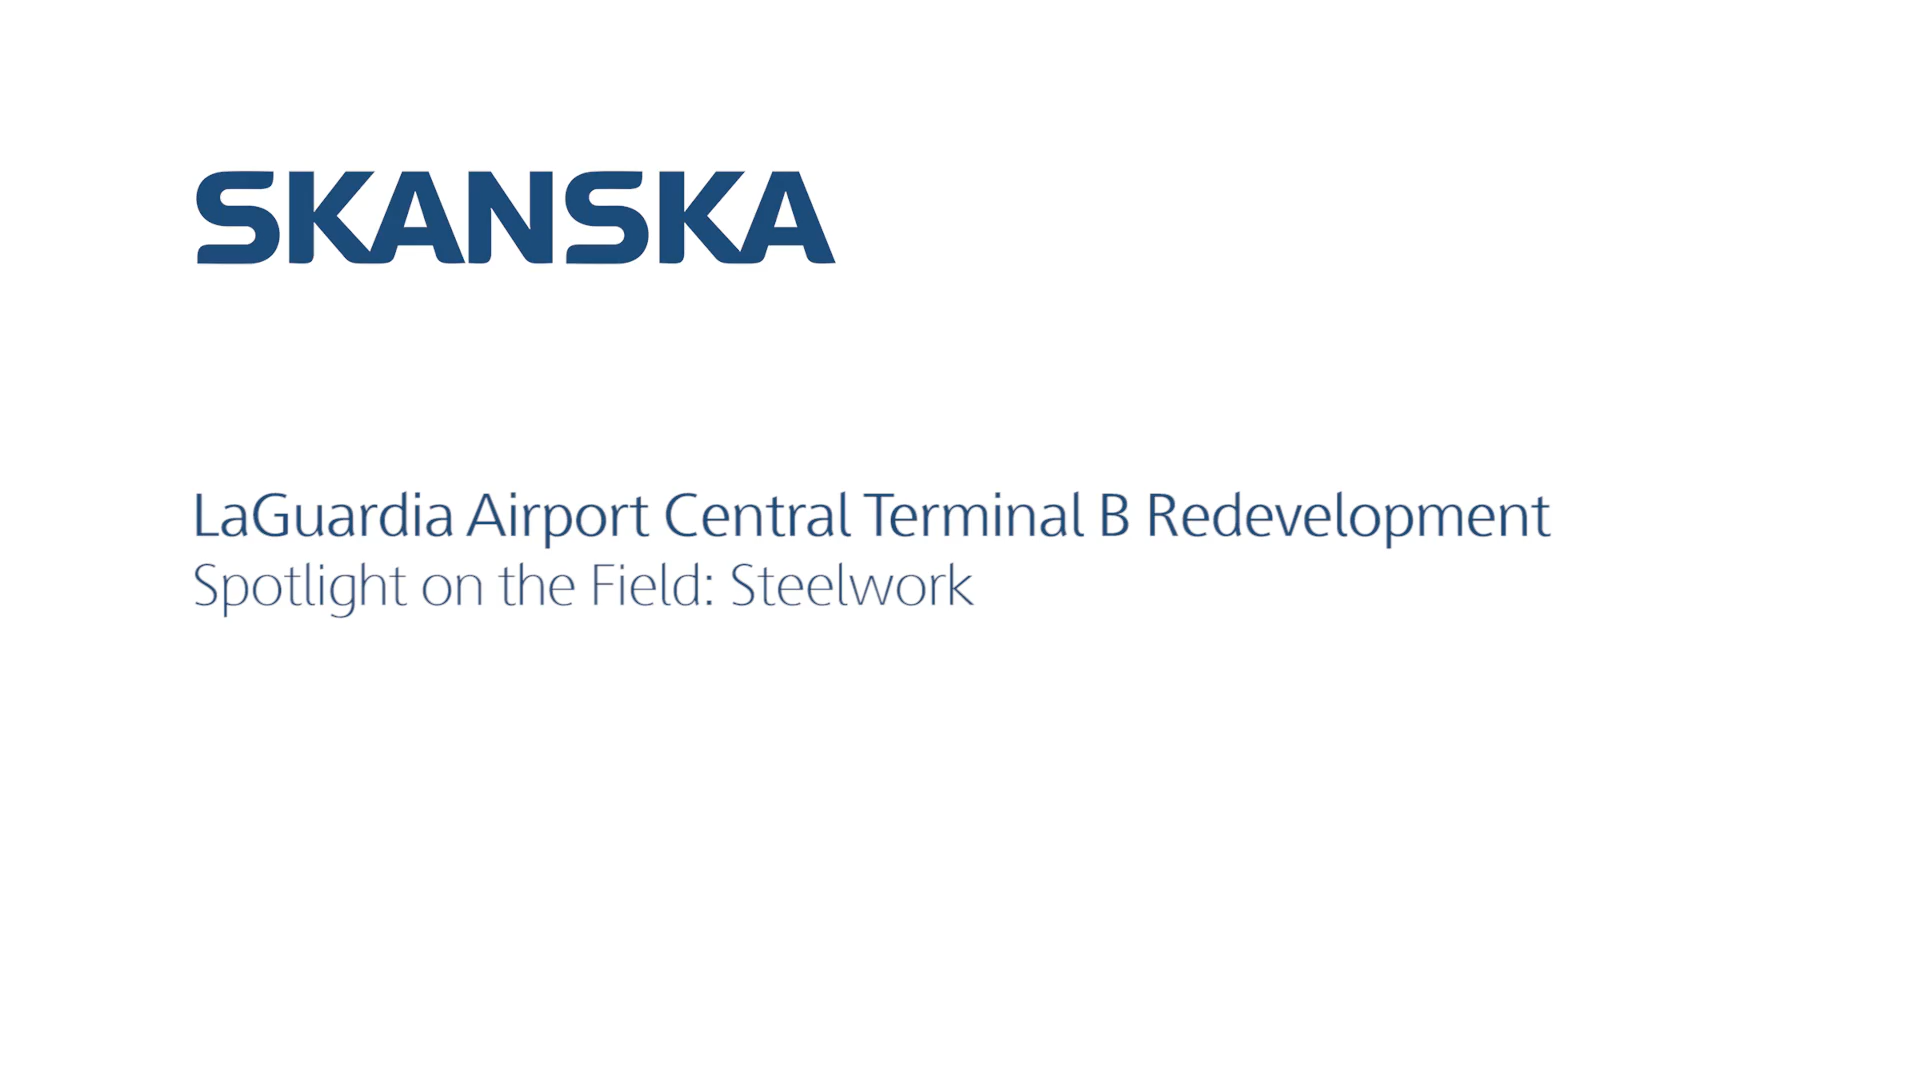 SKANSKA
LaGuardia Airport Central Terminal B Redevelopment
Spotlight on the Field: Steelwork